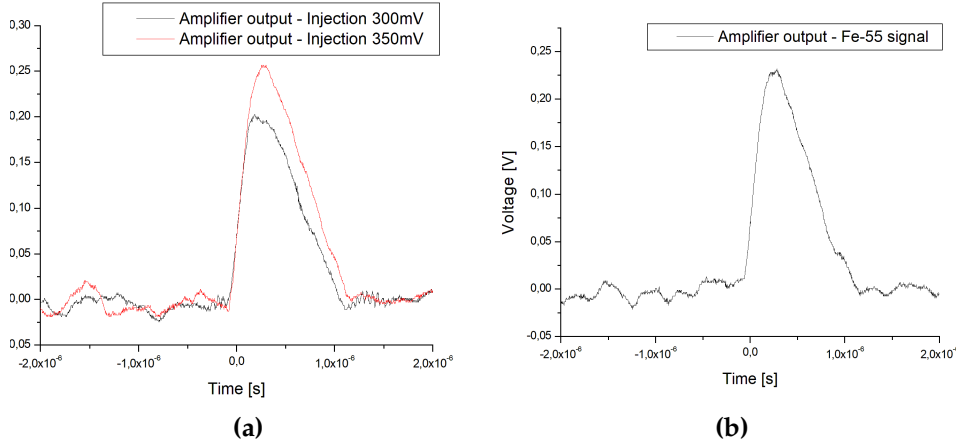 Amplifier output - Injection 300mV
Amplifier output - Injection 350mV
0,30
0,25
0,20
0,15
0,10
0,05
0,00
0,05
-2,0x10-6
-1,0x10-6
0,0
1,0x10-6
2,0x10-6
Time [s]
(a)
Amplifier output - Fe-55 signal
Voltage [V]
0,25
0,20
0,15
0,10
0,05
0,00
-0,05
-2,0x10-6
-1,0x10-6
0,0
1,0x10-6
2,0x10-
Time [s]
(b)